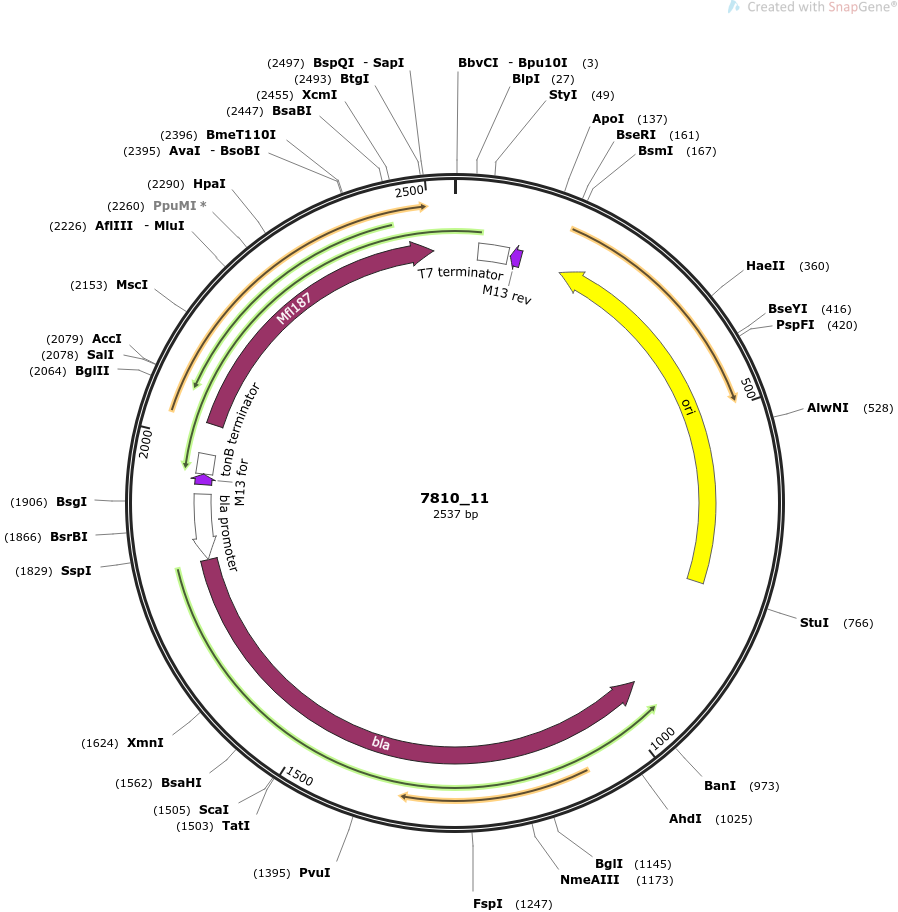 Created with SnapGene®
(2497) BspQI - SapI
(2493) BtgI
(2455) XcmI
(2447) BsaBI
(2396) BmeT110I
(2395) AvaI - BsoBI
(2290) HpaI
(2260) PpuMI *
(2226) AflIII - MluI
(2153) MscI
(2079) AccI
(2078) SalI
(2064) BglII
(1906) BsgI
(1866) BsrBI
(1829) SspI
(1624) XmnI
(1562) BsaHI
(1505) ScaI
(1503) TatI
(1395) PvuI
BbvCI - Bpu10I (3)
BlpI (27)
StyI (49)
ApoI (137)
BseRI (161)
BsmI (167)
HaeII (360)
BseYI (416)
PspFI (420)
AlwNI (528)
StuI (766)
BanI (973)
AhdI (1025)
BglI (1145)
NmeAIII (1173)
FspI (1247)
2500
500
1000
1500
2000
T7 terminator
M13 rev
Mfl187
ori
tonB terminator
M13 for
bla promoter
bla
7810_11
2537 bp